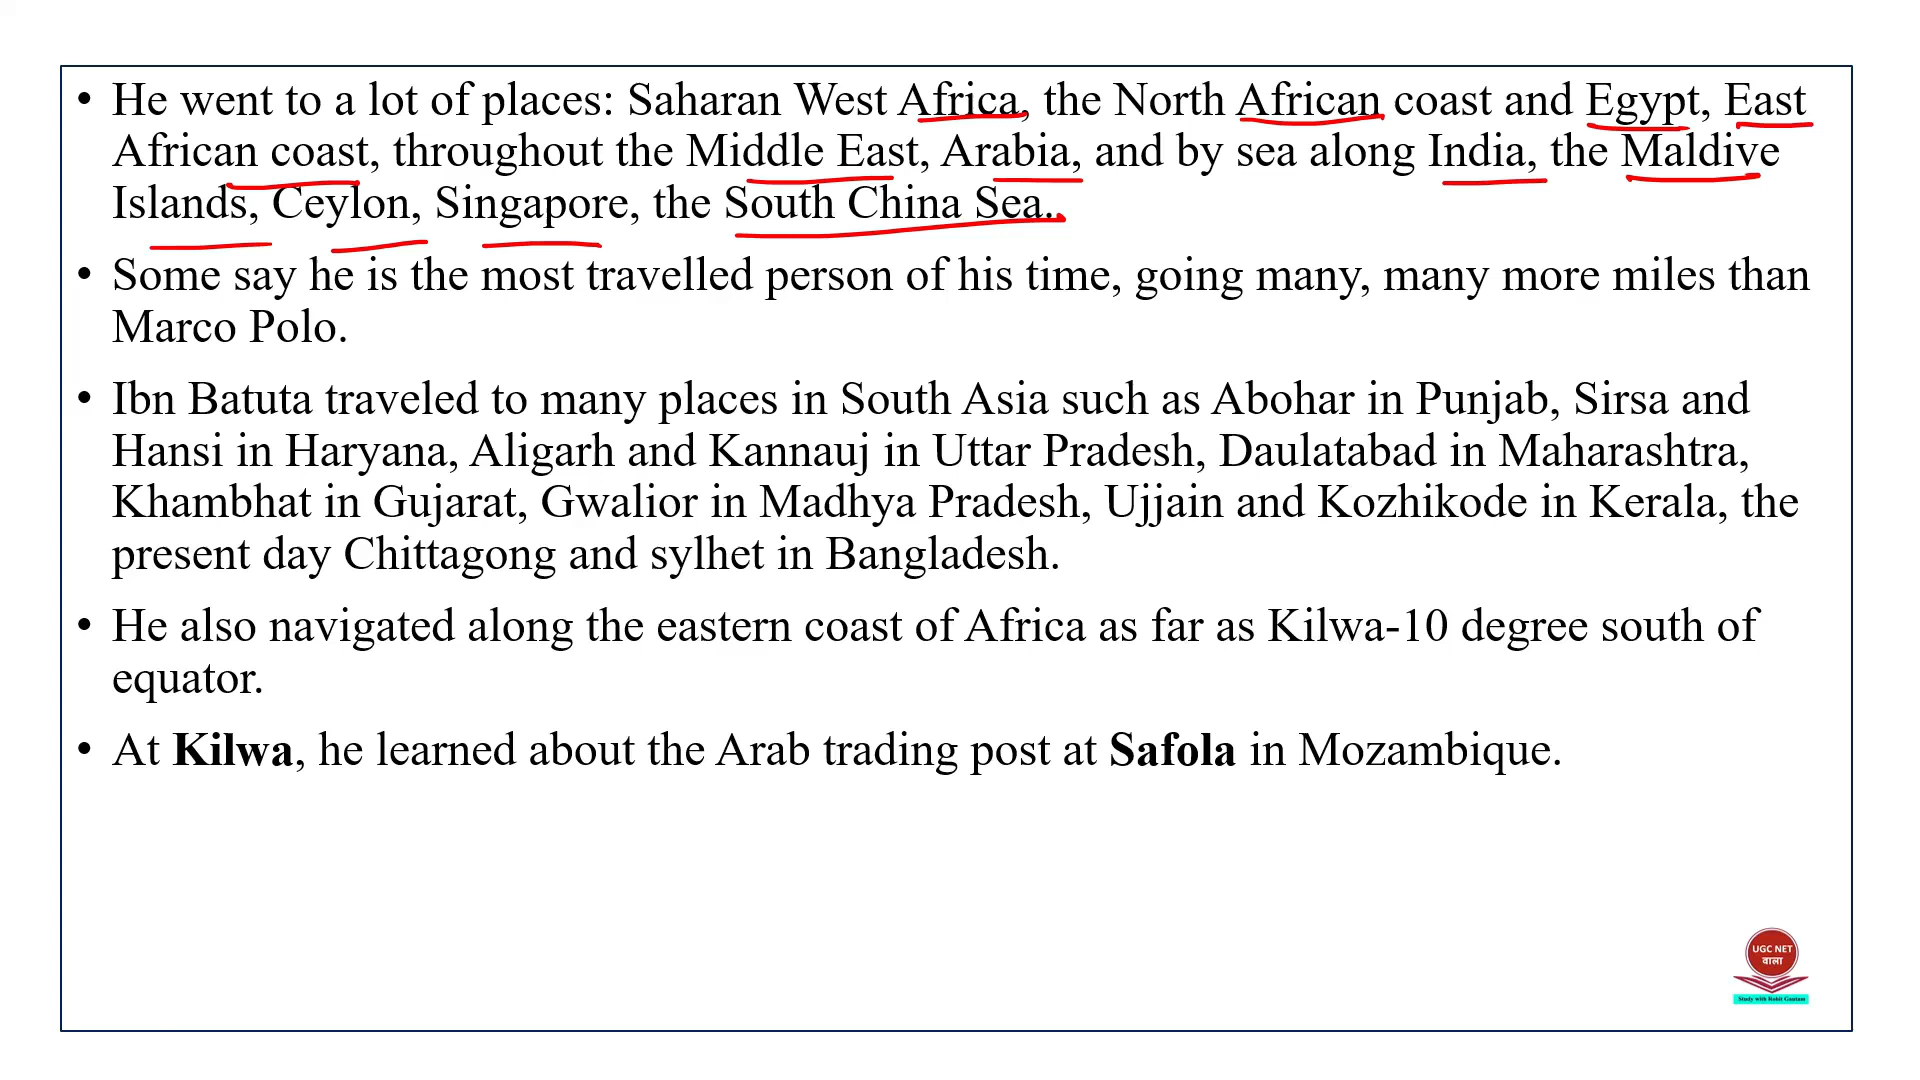 • He went to a lot of places: Saharan West Africa, the North African coast and Egypt, East
African coast, throughout the Middle East, Arabia, and by sea along India, the Maldive
Islands, Ceylon, Singapore, the South China Sea..
• Some say he is the most travelled person of his time, going many, many more miles than
Marco Polo.
• Ibn Batuta traveled to many places in South Asia such as Abohar in Punjab, Sirsa and
Hansi in Haryana, Aligarh and Kannauj in Uttar Pradesh, Daulatabad in Maharashtra,
Khambhat in Gujarat, Gwalior in Madhya Pradesh, Ujjain and Kozhikode in Kerala, the
present day Chittagong and sylhet in Bangladesh.
• He also navigated along the eastern coast of Africa as far as Kilwa-10 degree south of
equator.
• At Kilwa, he learned about the Arab trading post at Safola in Mozambique.
UGC NET
वाला
Study with Rohit Gautam